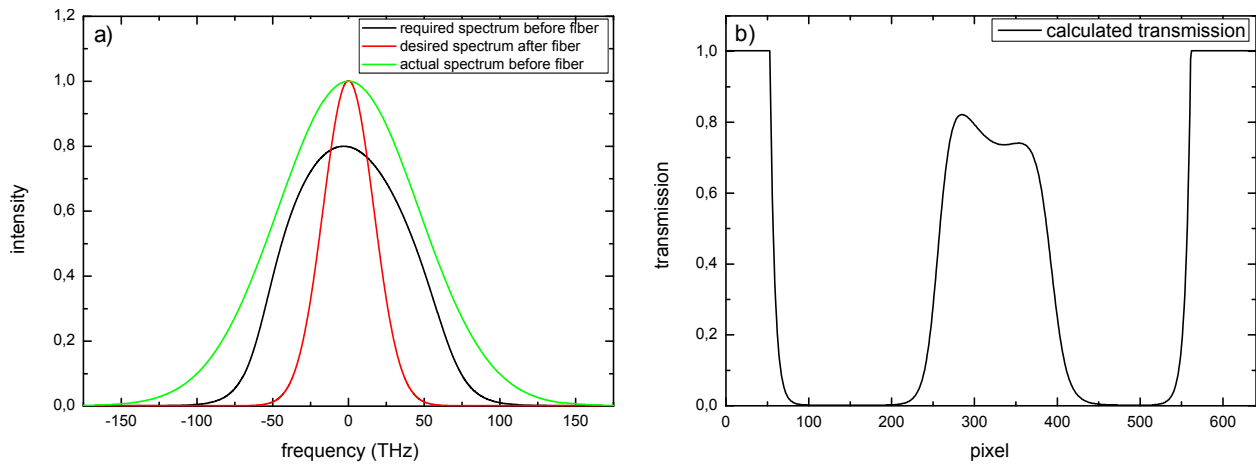 a)
required spectrum before fiber
desired spectrum after fiber
actual spectrum before fiber
1,2
1,0
0,8
0,6
0,4
0,2
0,0
intensity
-150 -100 -50 0 50 100 150
frequency (THz)
b)
calculated transmission
1,0
0,8
0,6
0,4
0,2
0,0
transmission
0 100 200 300 400 500 600
pixel